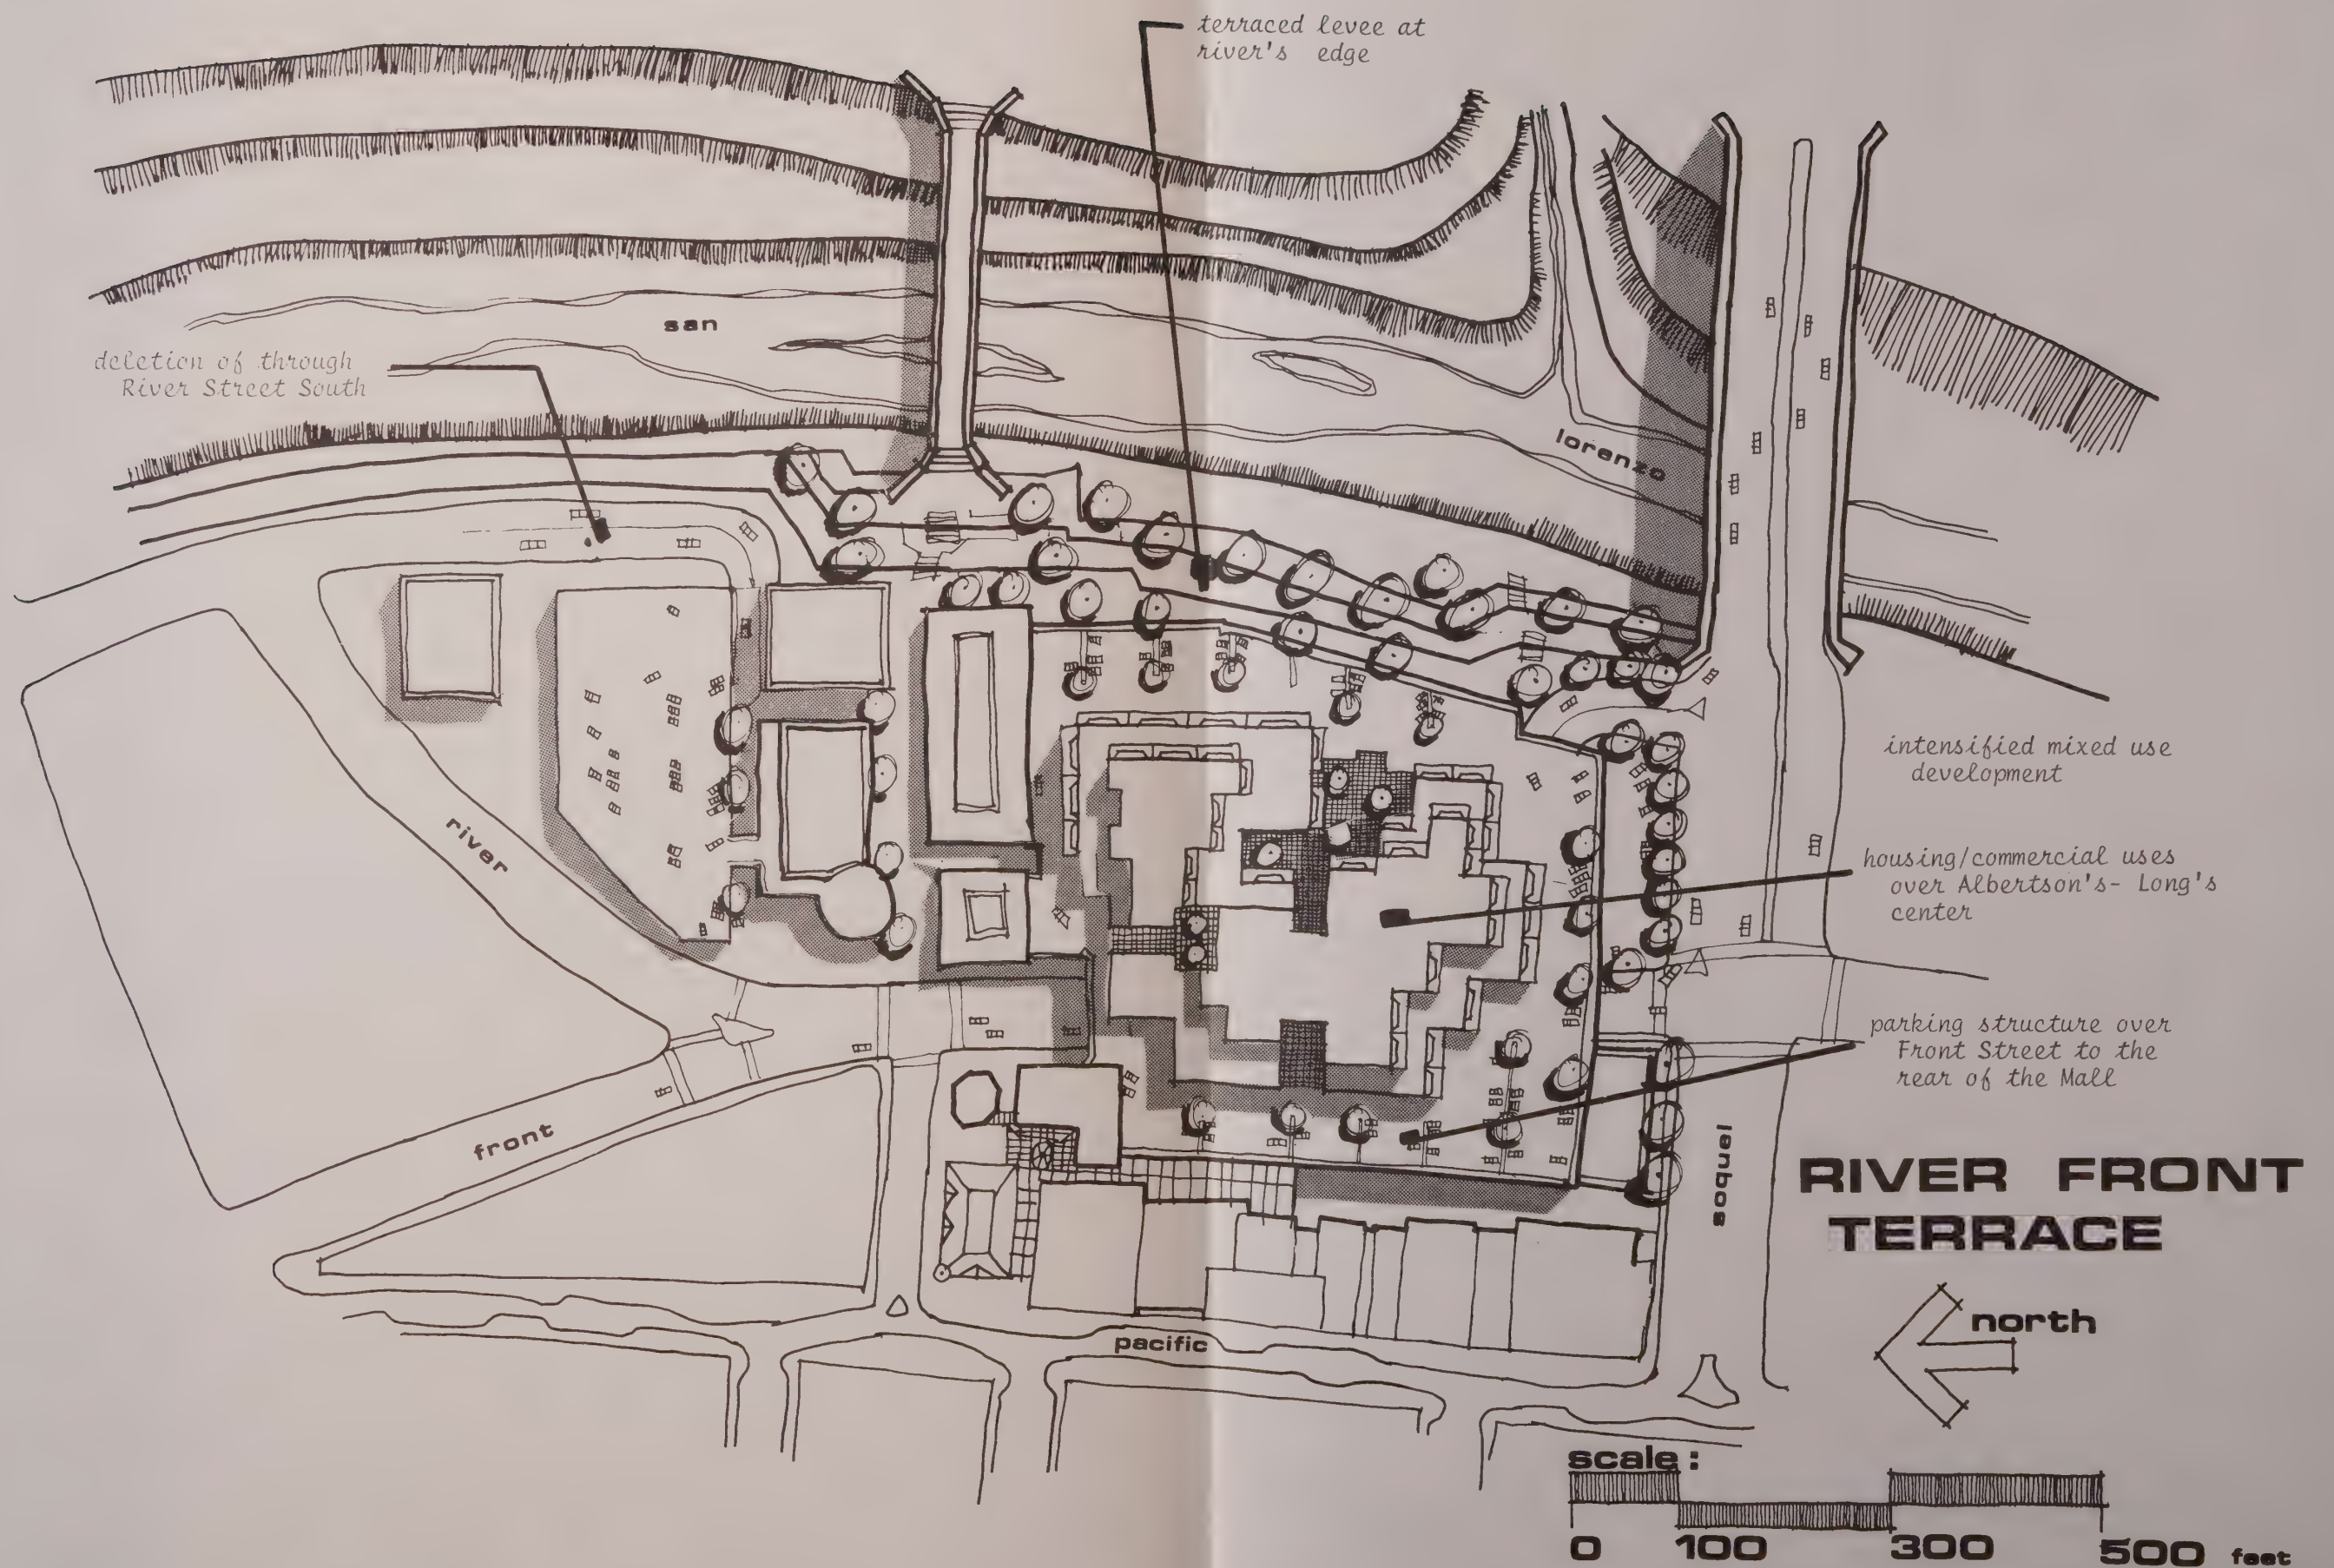 terraced levee at
river's edge
san
deletion of through
River Street South
lorenzo
intensified mixed use
development
river
housing/commercial uses
over Albertson's- Long's
center
parking structure over
Front Street to the
rear of the Mall
front
soquel
RIVER FRONT
TERRACE
north
pacific
scale:
0 100 300 500 feet